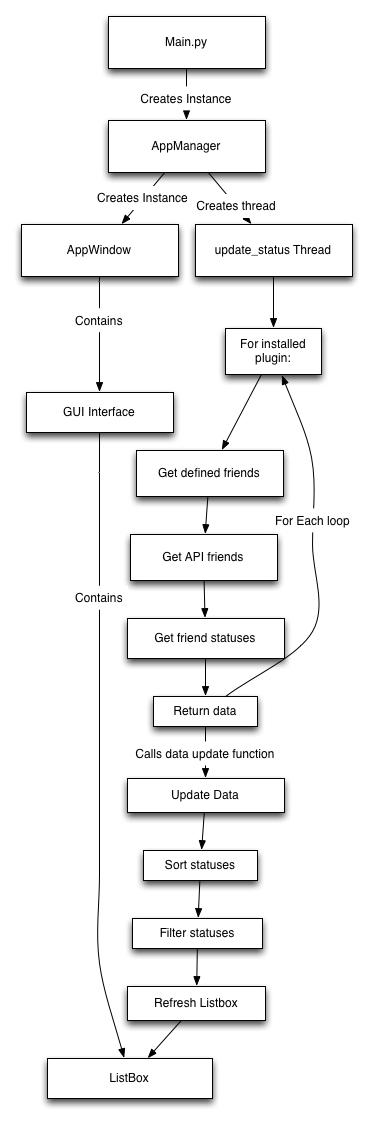 Main.py
Creates Instance
AppManager
Creates Instance
Creates thread
AppWindow
update_status Thread
Contains
For installed
plugin:
GUI Interface
Get defined friends
For Each loop
Get API friends
Contains
Get friend statuses
Return data
Calls data update function
Update Data
Sort statuses
Filter statuses
Refresh Listbox
ListBox